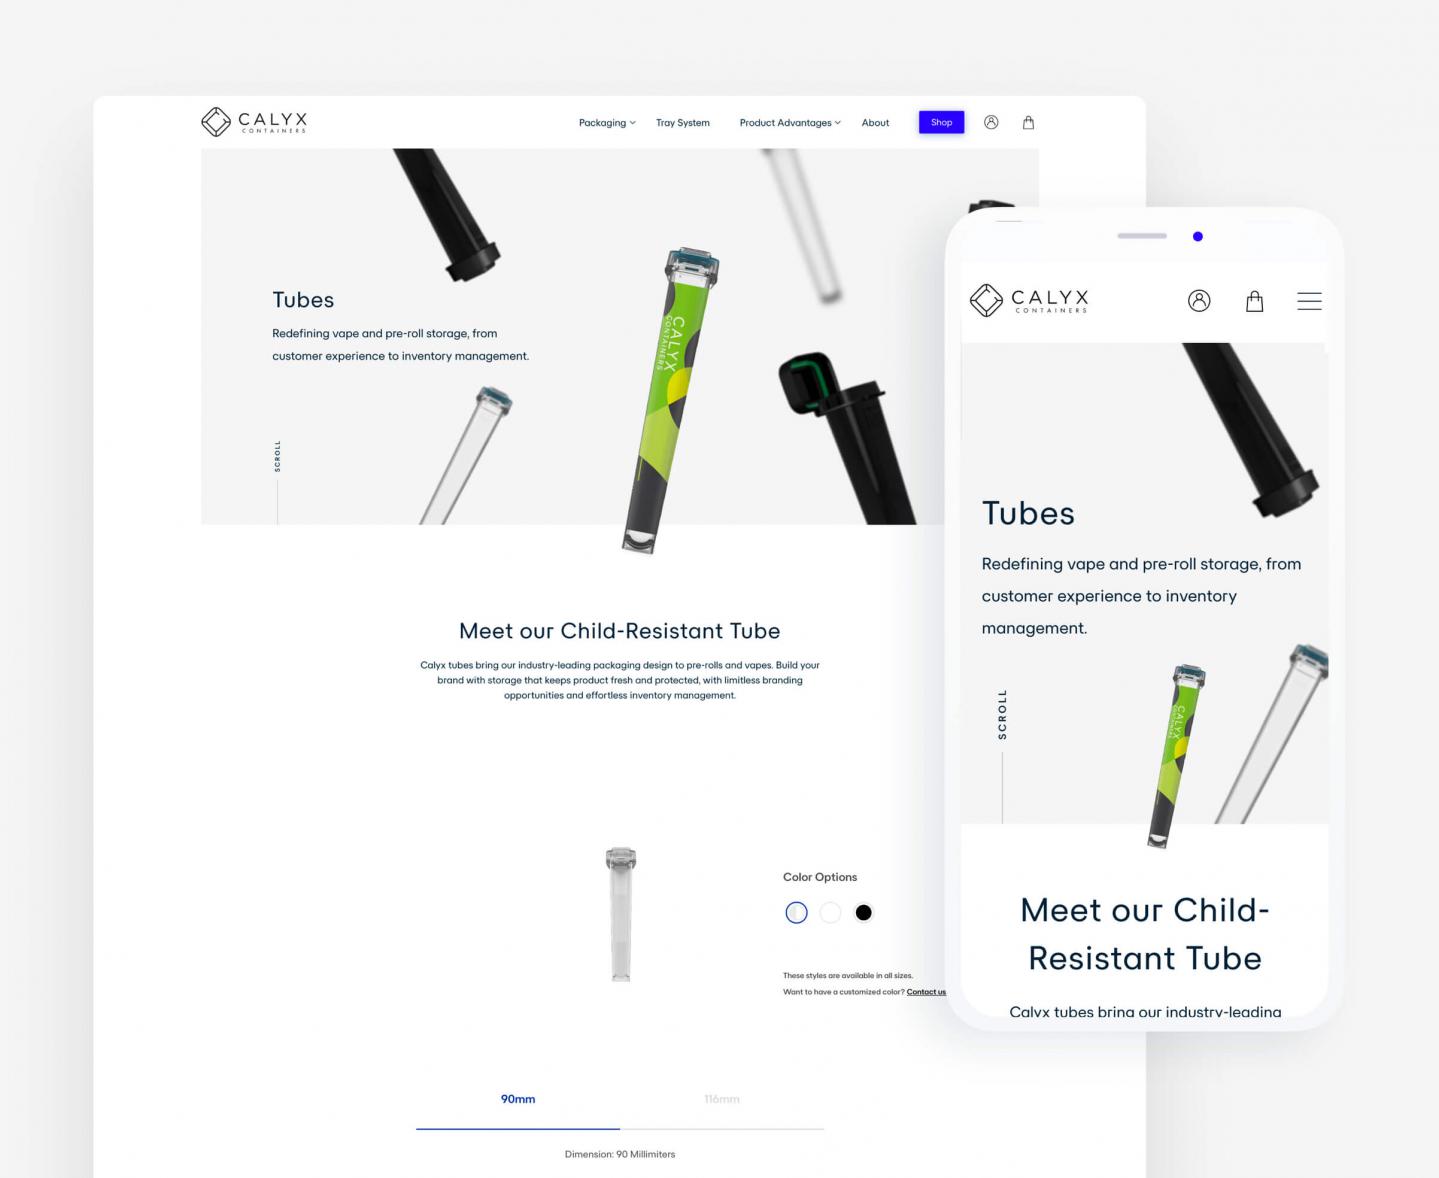 CALYX
CONTAINERS
Packaging
Tray System
Product Advantages
About
Shop
Tubes
Redefining vape and pre-roll storage, from
customer experience to inventory management.
SCROLL
CALYX
CONTAINERS
Meet our Child-Resistant Tube
Calyx tubes bring our industry-leading packaging design to pre-rolls and vapes. Build your
brand with storage that keeps product fresh and protected, with limitless branding
opportunities and effortless inventory management.
Color Options
These styles are available in all sizes.
Want to have a customized color? Contact us
90mm
116mm
Dimension: 90 Millimiters
CALYX
CONTAINERS
Tubes
Redefining vape and pre-roll storage, from
customer experience to inventory
management.
SCROLL
CALYX
CONTAINERS
Meet our Child-
Resistant Tube
Calyx tubes bring our industry-leading